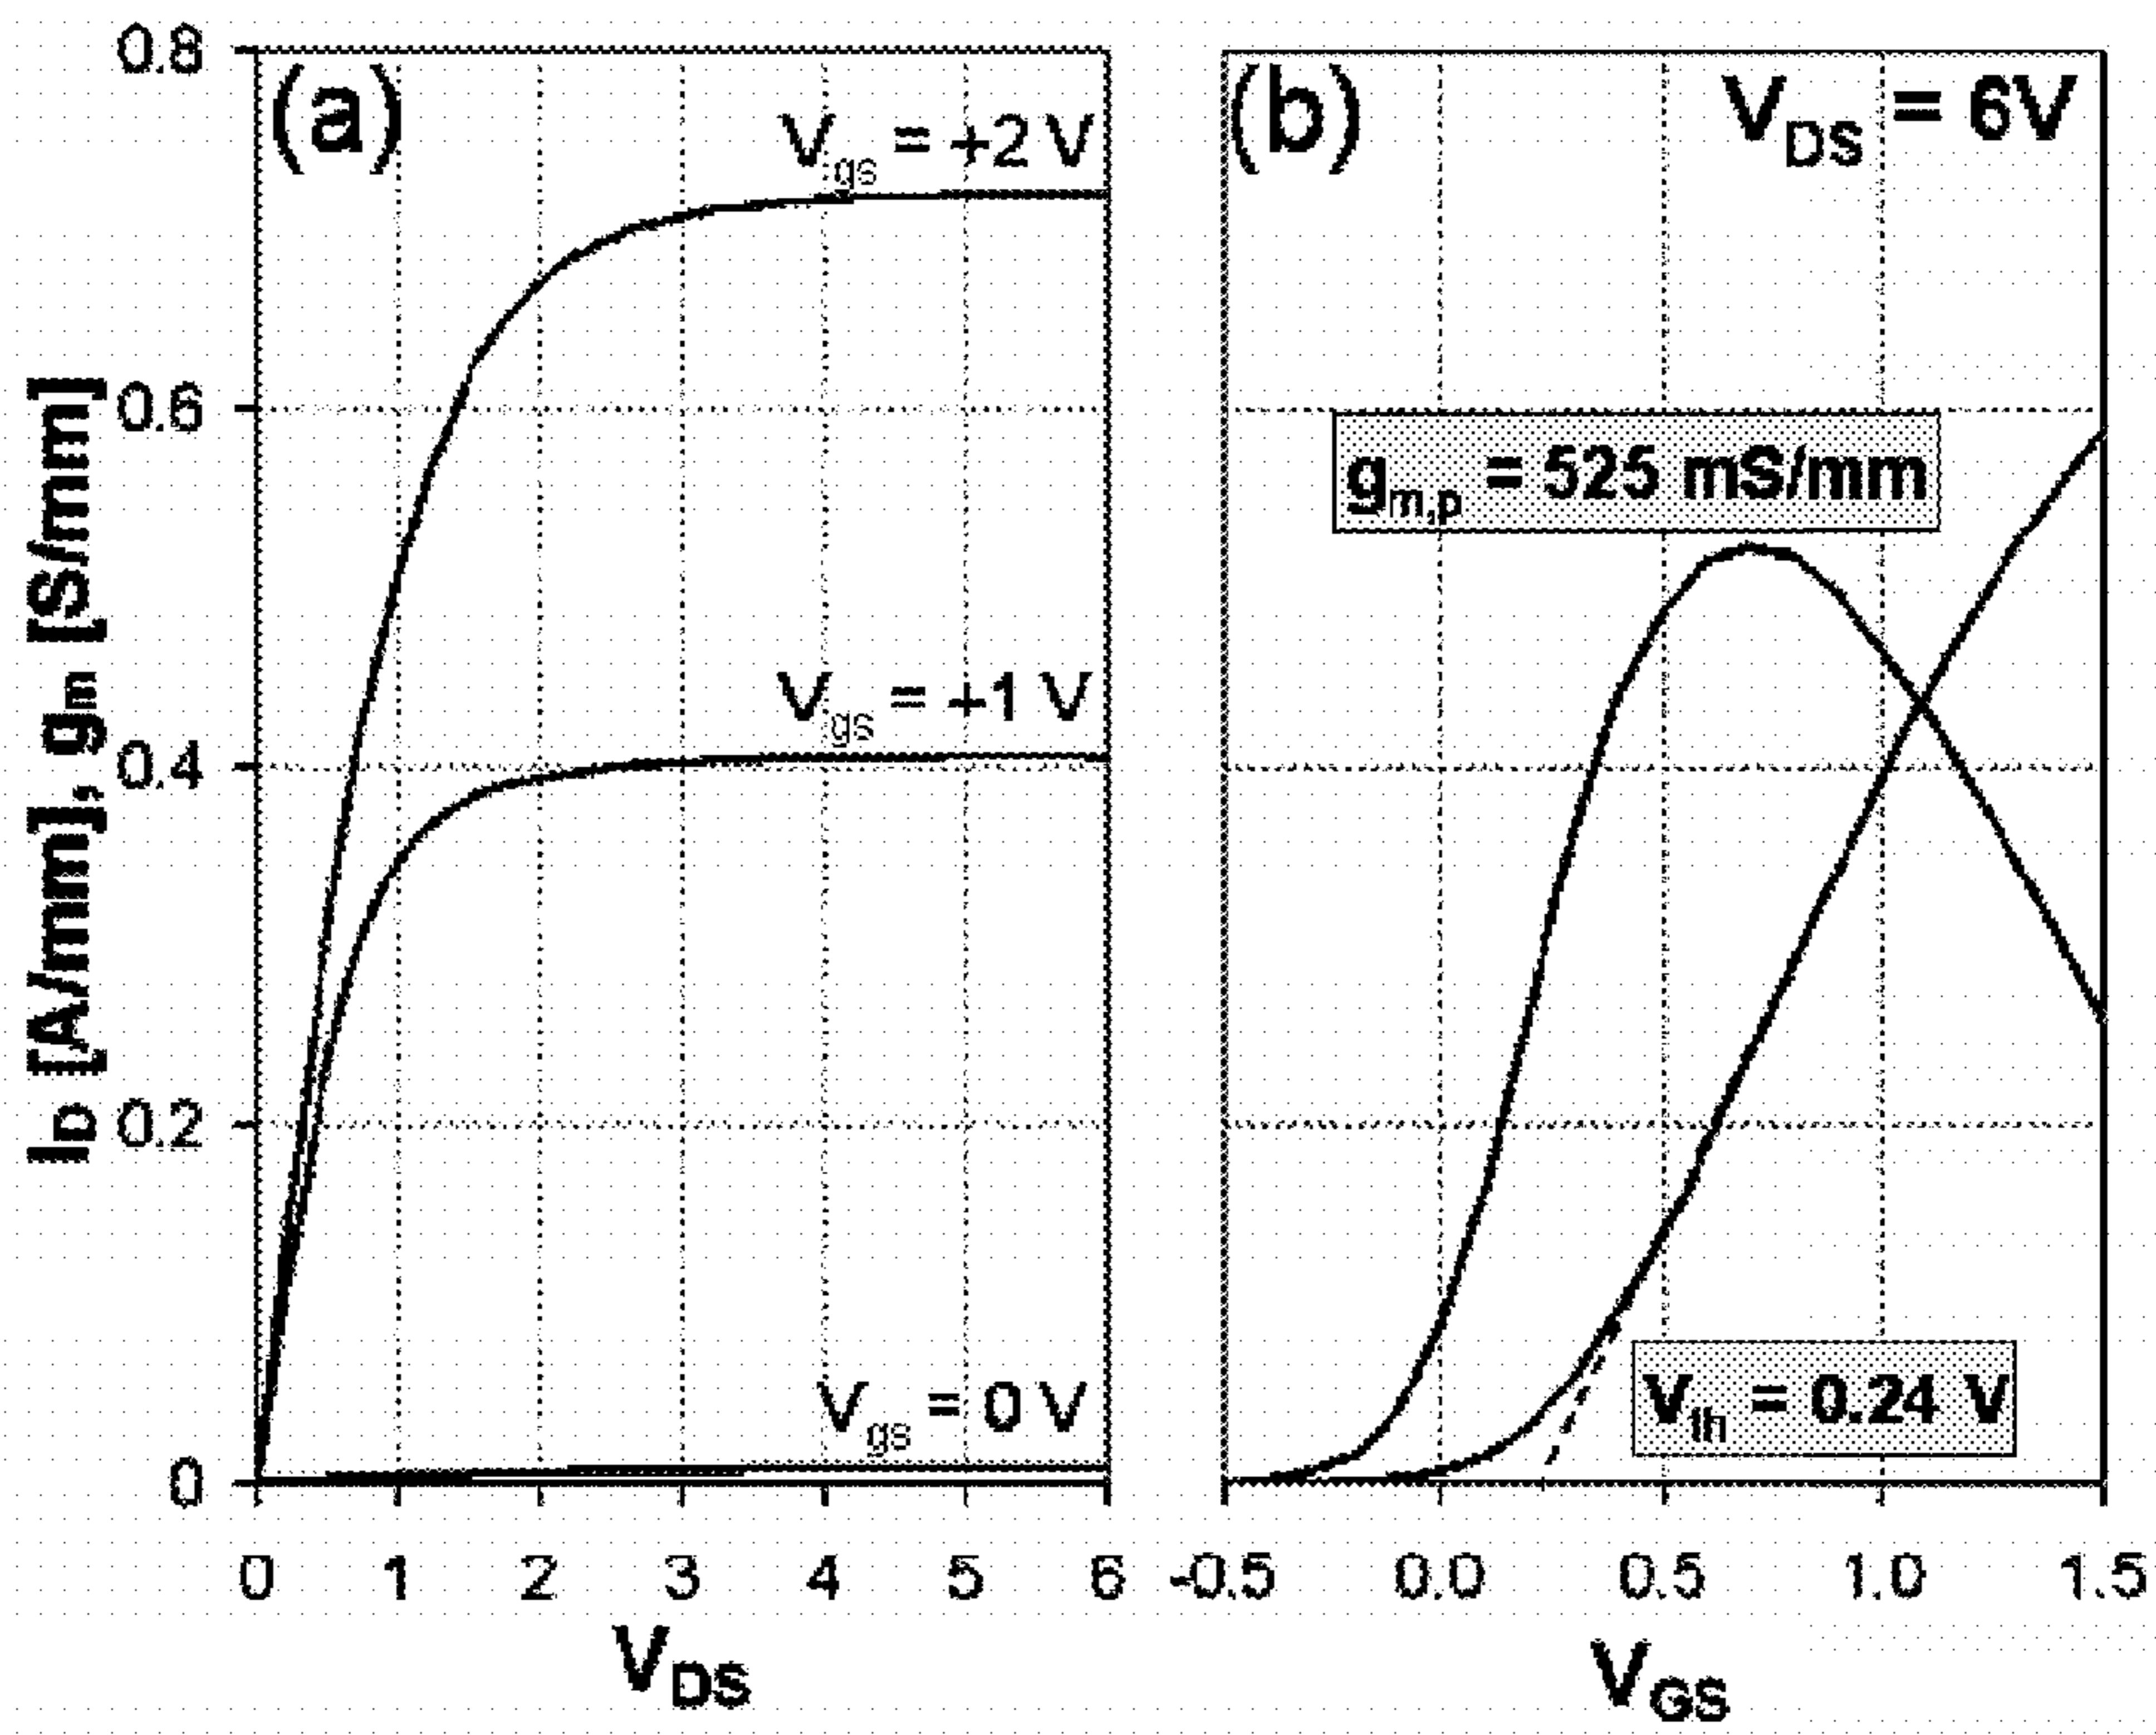 0.8
0.6
0.4
0.2
0
I_D [A/mm], g_m [S/mm]
(a)
V_gs = +2 V
V_gs = +1 V
V_gs = 0 V
0 1 2 3 4 5 6
V_DS
(b)
V_DS = 6V
g_m,p = 525 mS/mm
V_th = 0.24 V
-0.5 0.0 0.5 1.0 1.5
V_GS